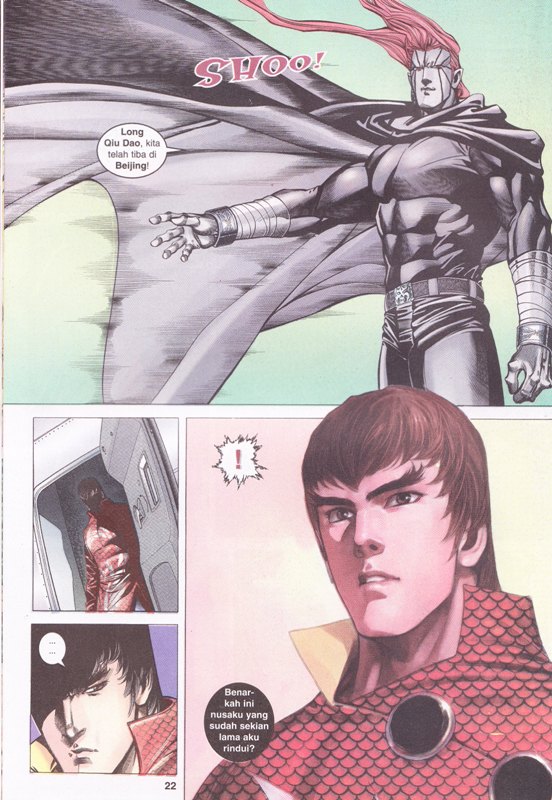 SHOO!
Long
Qiu Dao, kita
telah tiba di
Beijing!
!
...
...
Benar-
kah ini
nusaku yang
sudah sekian
lama aku
rindui?
22